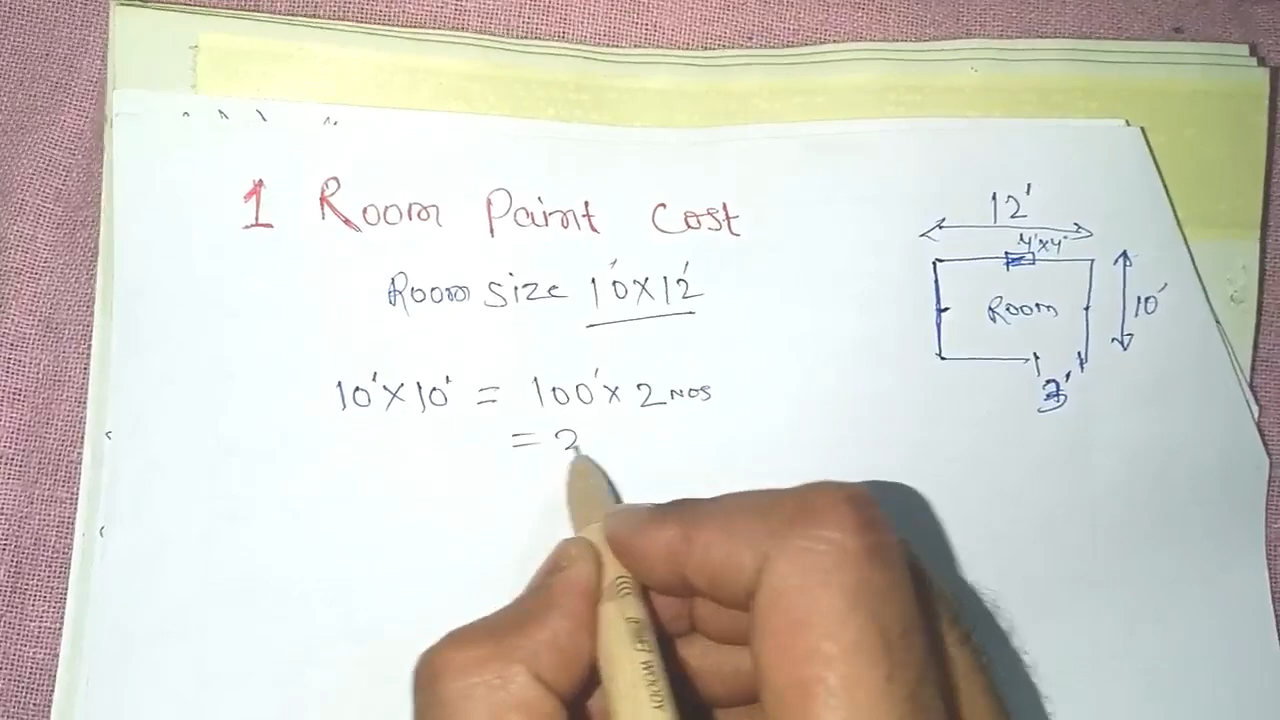 1 Room Paint Cost
Room size 10'X12'
10'X10' = 100'X 2 NOS
= 2
12'
4'x4'
Room
10'
3'
WOODY